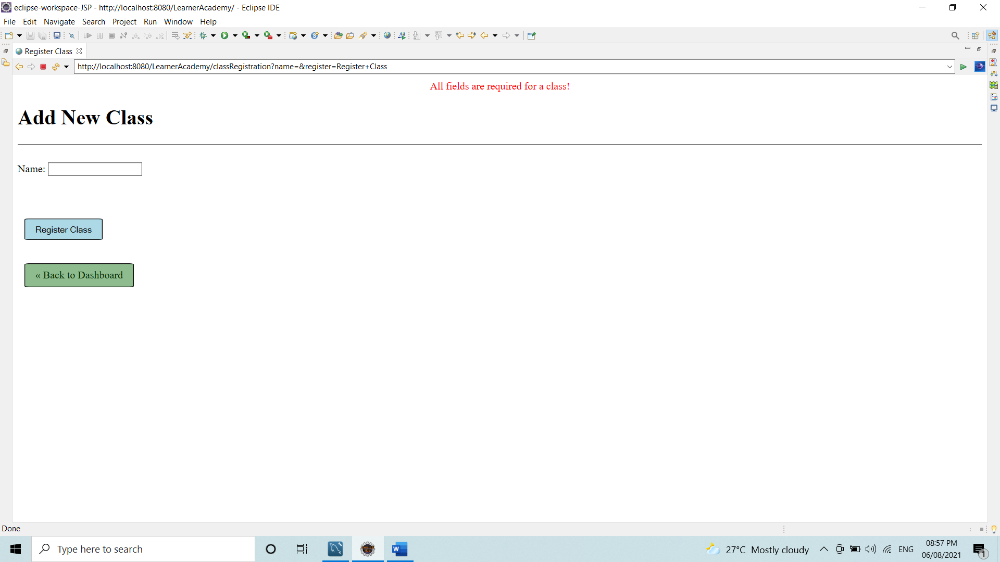 eclipse-workspace-JSP - http://localhost:8080/LearnerAcademy/ - Eclipse IDE
File Edit Navigate Search Project Run Window Help
Register Class
http://localhost:8080/LearnerAcademy/classRegistration?name=&register=Register+Class
All fields are required for a class!
Add New Class
Name:
Register Class
« Back to Dashboard
Done
Type here to search
W
27°C Mostly cloudy
ENG
08:57 PM
06/08/2021
1